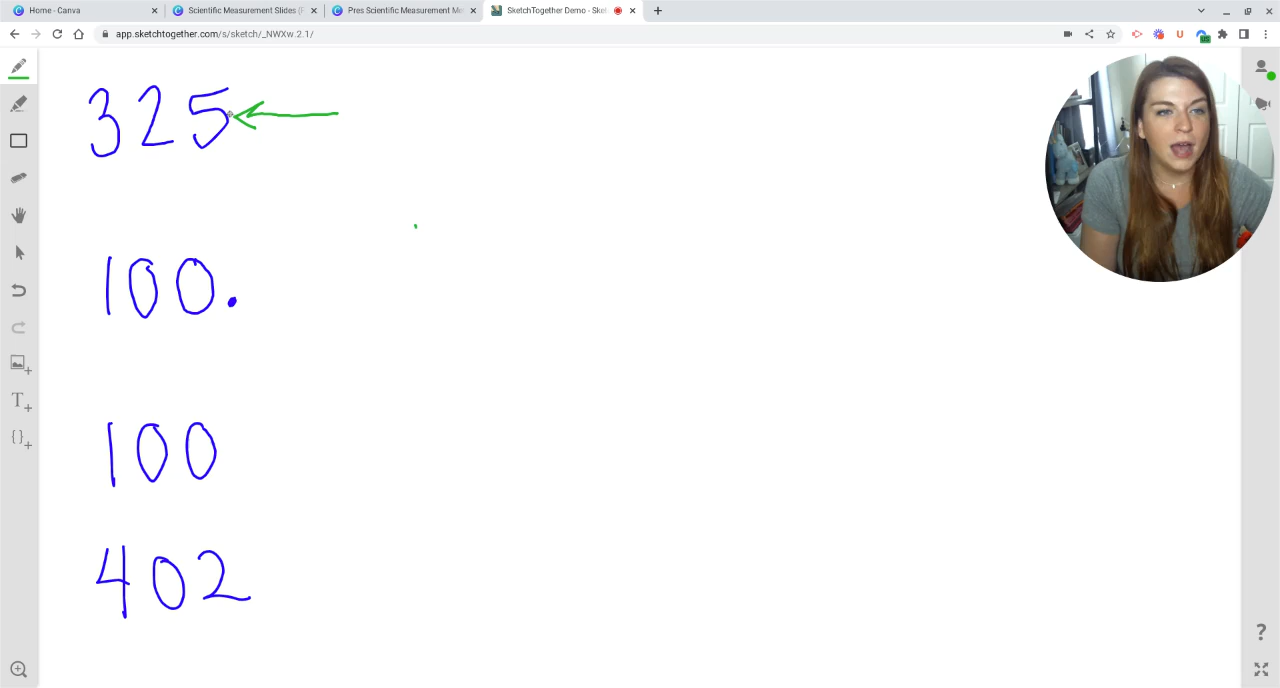 Home - Canva
Scientific Measurement Slides (P
Pres Scientific Measurement Me
SketchTogether Demo - Sket
app.sketchtogether.com/s/sketch/_NWXw.2.1/
325
100.
100
402